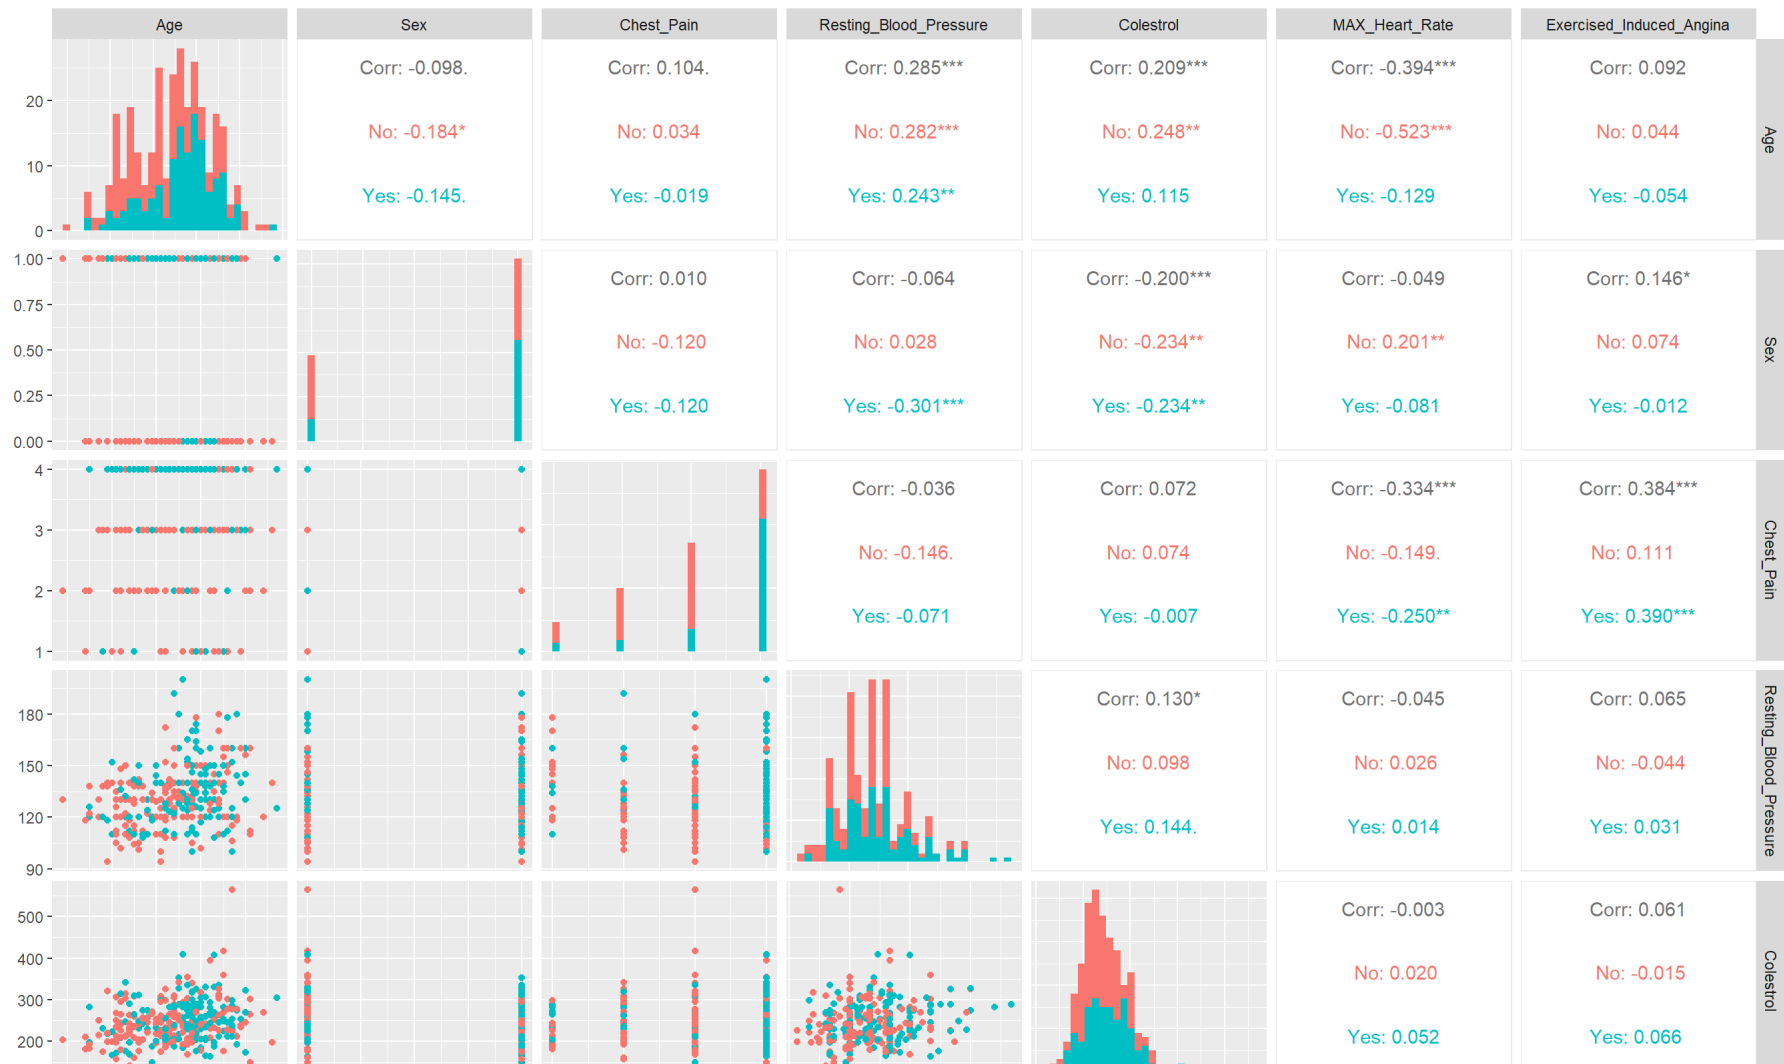 Age Sex Chest_Pain Resting_Blood_Pressure Colestrol MAX_Heart_Rate Exercised_Induced_Angina
Corr: -0.098. Corr: 0.104. Corr: 0.285*** Corr: 0.209*** Corr: -0.394*** Corr: 0.092
20
No: -0.184* No: 0.034 No: 0.282*** No: 0.248** No: -0.523*** No: 0.044
Age
10
Yes: -0.145. Yes: -0.019 Yes: 0.243** Yes: 0.115 Yes: -0.129 Yes: -0.054
0
1.00
Corr: 0.010 Corr: -0.064 Corr: -0.200*** Corr: -0.049 Corr: 0.146*
0.75
No: -0.120 No: 0.028 No: -0.234** No: 0.201** No: 0.074
Sex
0.50
0.25
Yes: -0.120 Yes: -0.301*** Yes: -0.234** Yes: -0.081 Yes: -0.012
0.00
4
Corr: -0.036 Corr: 0.072 Corr: -0.334*** Corr: 0.384***
3
No: -0.146. No: 0.074 No: -0.149. No: 0.111
Chest_Pain
2
Yes: -0.071 Yes: -0.007 Yes: -0.250** Yes: 0.390***
1
Corr: 0.130* Corr: -0.045 Corr: 0.065
180
150
No: 0.098 No: 0.026 No: -0.044
Resting_Blood_Pressure
120
Yes: 0.144. Yes: 0.014 Yes: 0.031
90
Corr: -0.003 Corr: 0.061
500
400
No: 0.020 No: -0.015
Colestrol
300
200
Yes: 0.052 Yes: 0.066